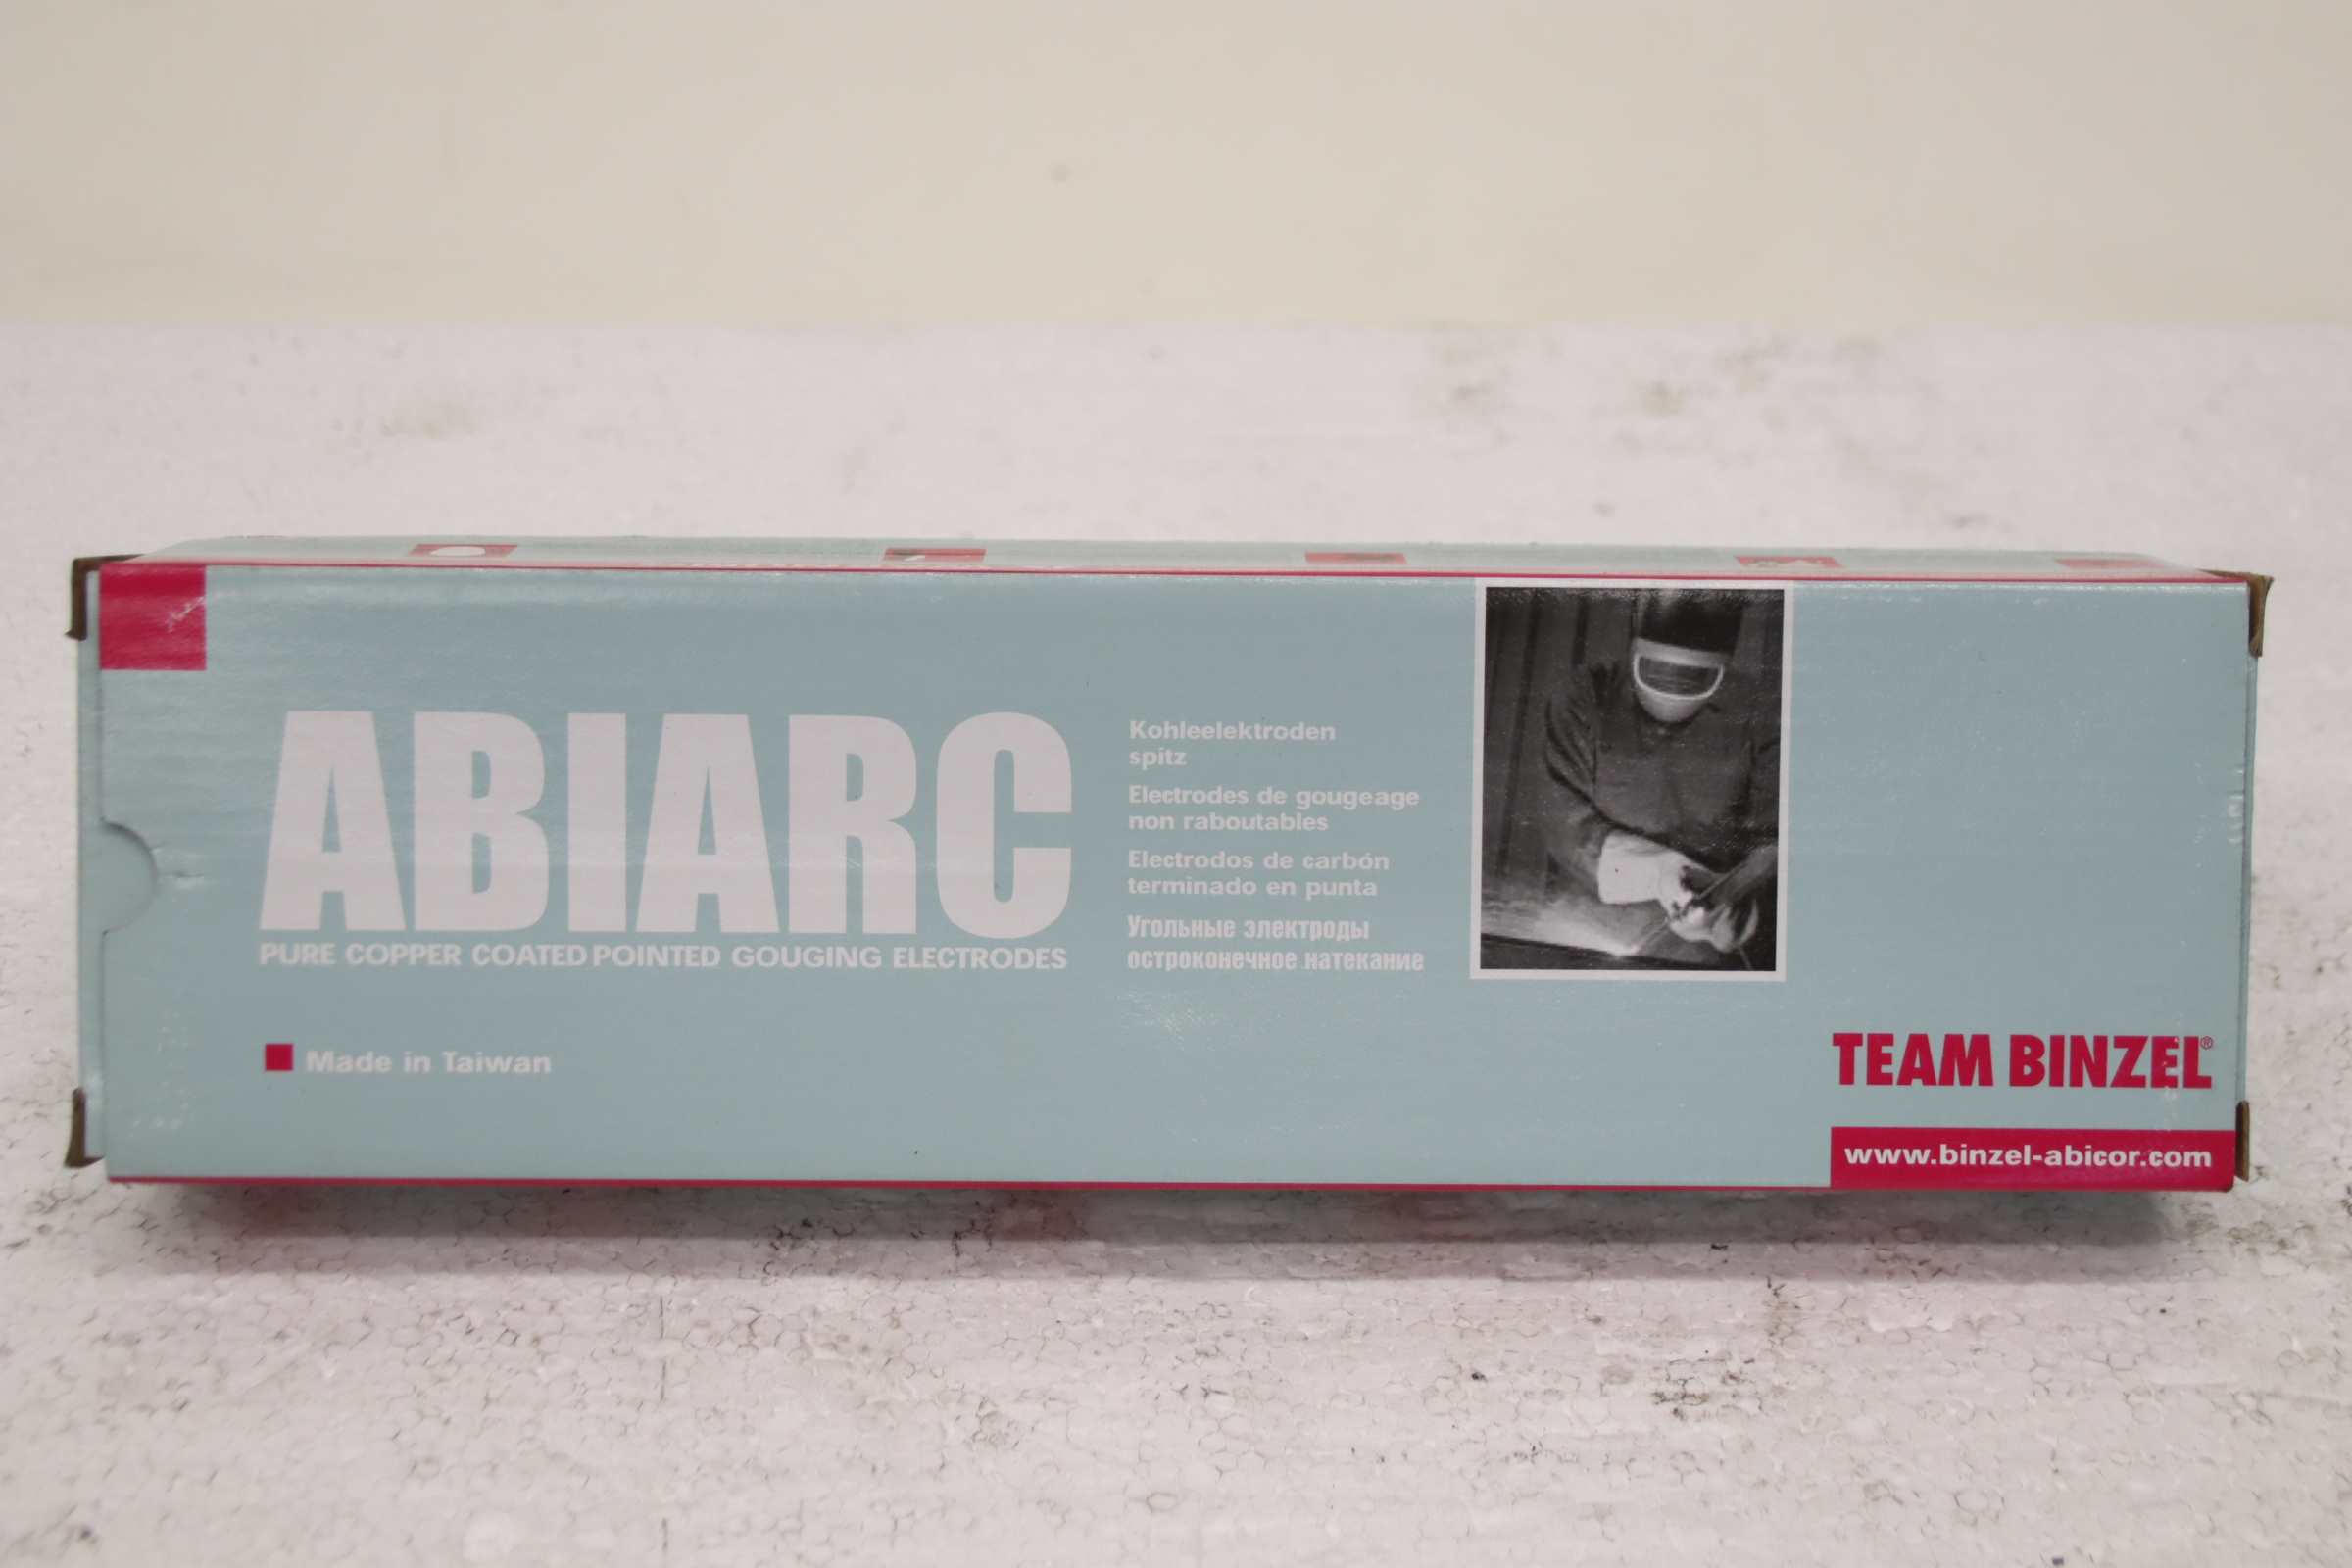 ABIARC
PURE COPPER COATED POINTED GOUGING ELECTRODES
Made in Taiwan
Kohleelektroden
spitz
Electrodes de gougeage
non raboutables
Electrodos de carbón
terminado en punta
Угольные электроды
остроконечное натекание
TEAM BINZEL®
www.binzel-abicor.com